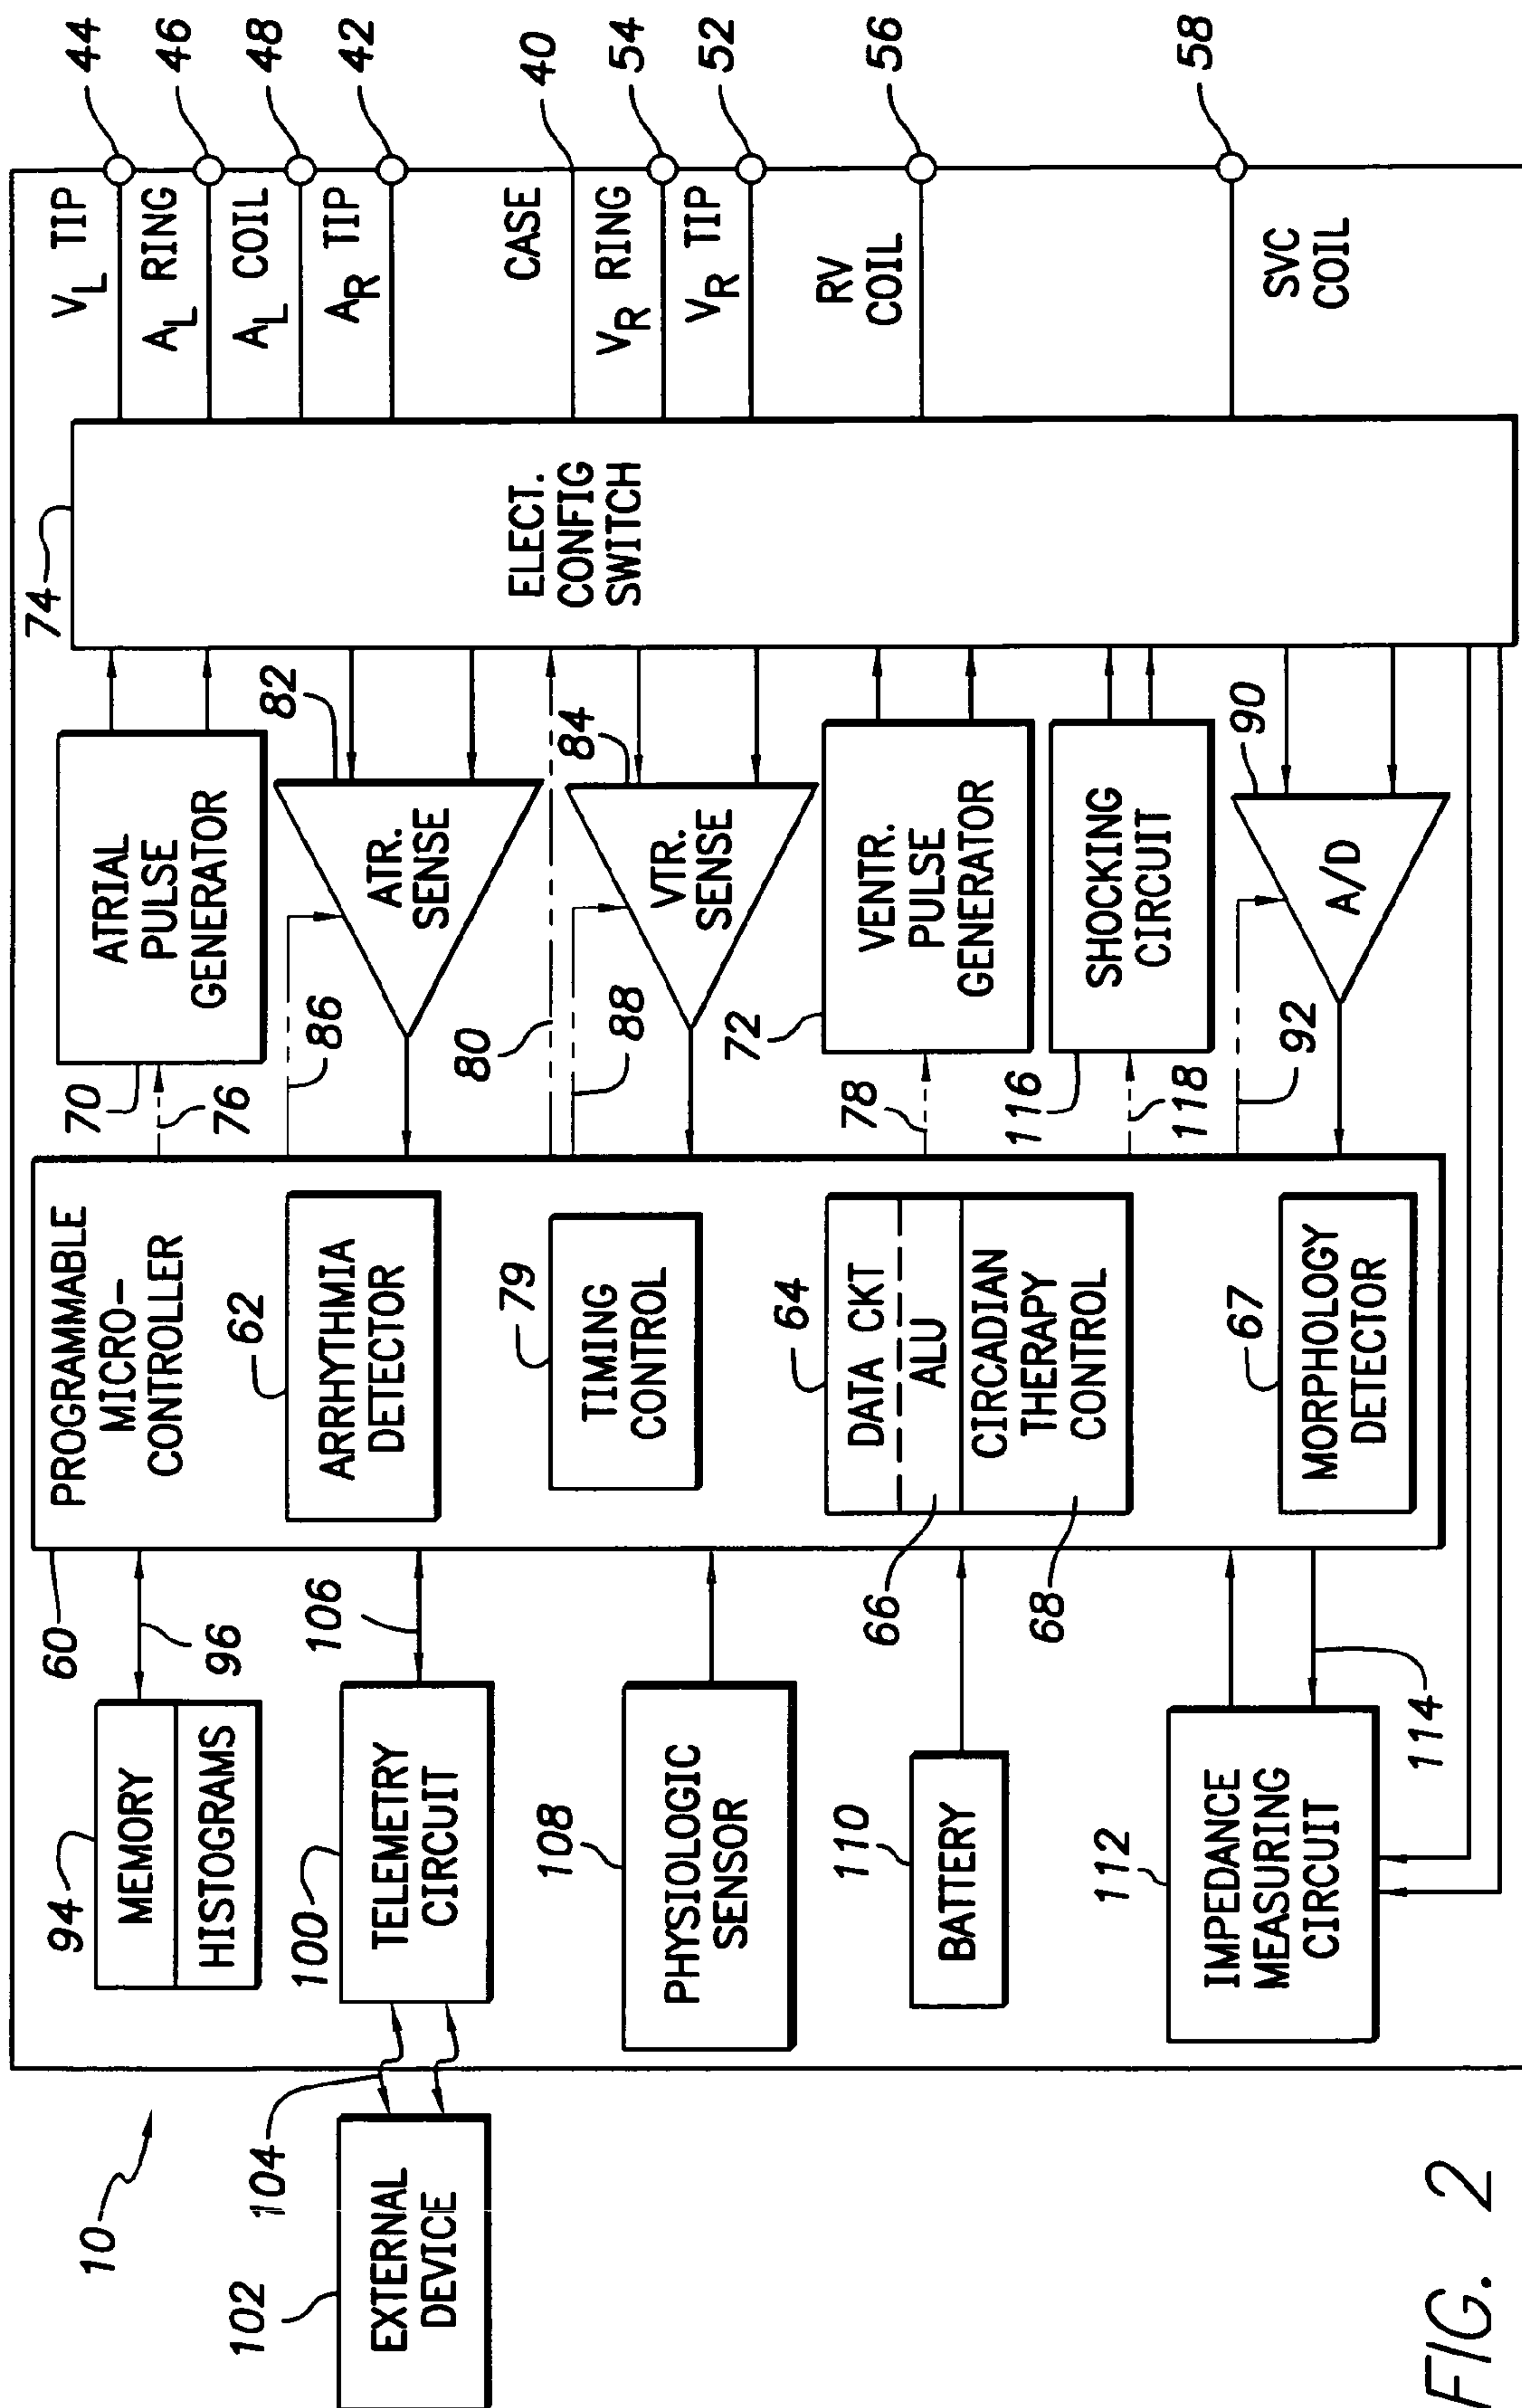 10
102
EXTERNAL
DEVICE
104
94
MEMORY
HISTOGRAMS
96
100
TELEMETRY
CIRCUIT
106
108
PHYSIOLOGIC
SENSOR
110
BATTERY
112
IMPEDANCE
MEASURING
CIRCUIT
114
60
PROGRAMMABLE
MICRO-
CONTROLLER
62
ARRHYTHMIA
DETECTOR
79
TIMING
CONTROL
64
DATA CKT
ALU
66
CIRCADIAN
THERAPY
CONTROL
68
67
MORPHOLOGY
DETECTOR
70
76
ATRIAL
PULSE
GENERATOR
86
82
ATR.
SENSE
80
88
84
VTR.
SENSE
72
78
VENTR.
PULSE
GENERATOR
116
118
SHOCKING
CIRCUIT
92
90
A/D
74
ELECT.
CONFIG
SWITCH
VL TIP
44
AL RING
46
AL COIL
48
AR TIP
42
CASE
40
VR RING
54
VR TIP
52
RV
COIL
56
SVC
COIL
58
FIG. 2